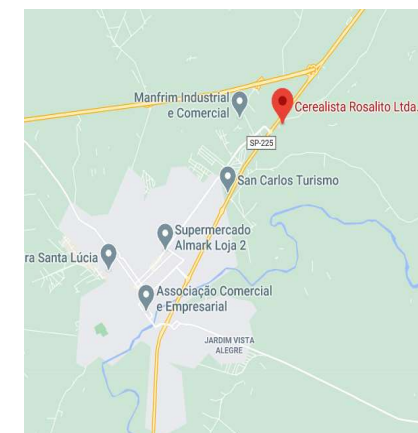 Manfrim Industrial
e Comercial
Cerealista Rosalito Ltda.
SP-225
San Carlos Turismo
Supermercado
Almark Loja 2
ra Santa Lúcia
Associação Comercial
e Empresarial
JARDIM VISTA
ALEGRE